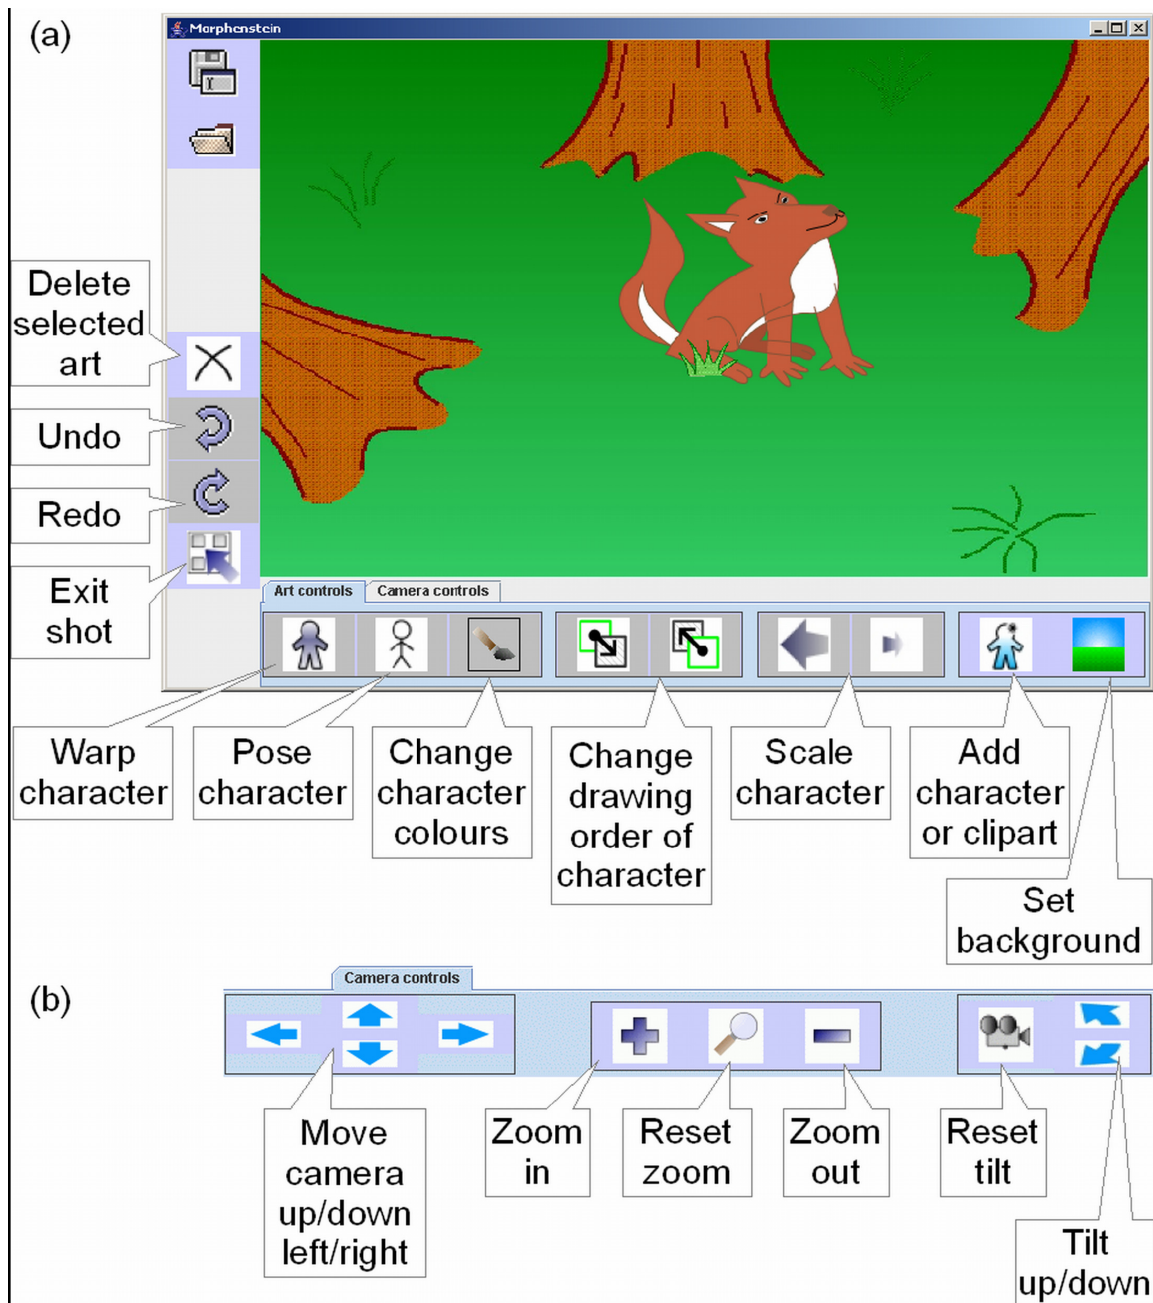 (a)
Morphenstein
Delete
selected
art
Undo
Redo
Exit
shot
Art controls
Camera controls
Warp
character
Pose
character
Change
character
colours
Change
drawing
order of
character
Scale
character
Add
character
or clipart
Set
background
(b)
Camera controls
Move
camera
up/down
left/right
Zoom
in
Reset
zoom
Zoom
out
Reset
tilt
Tilt
up/down